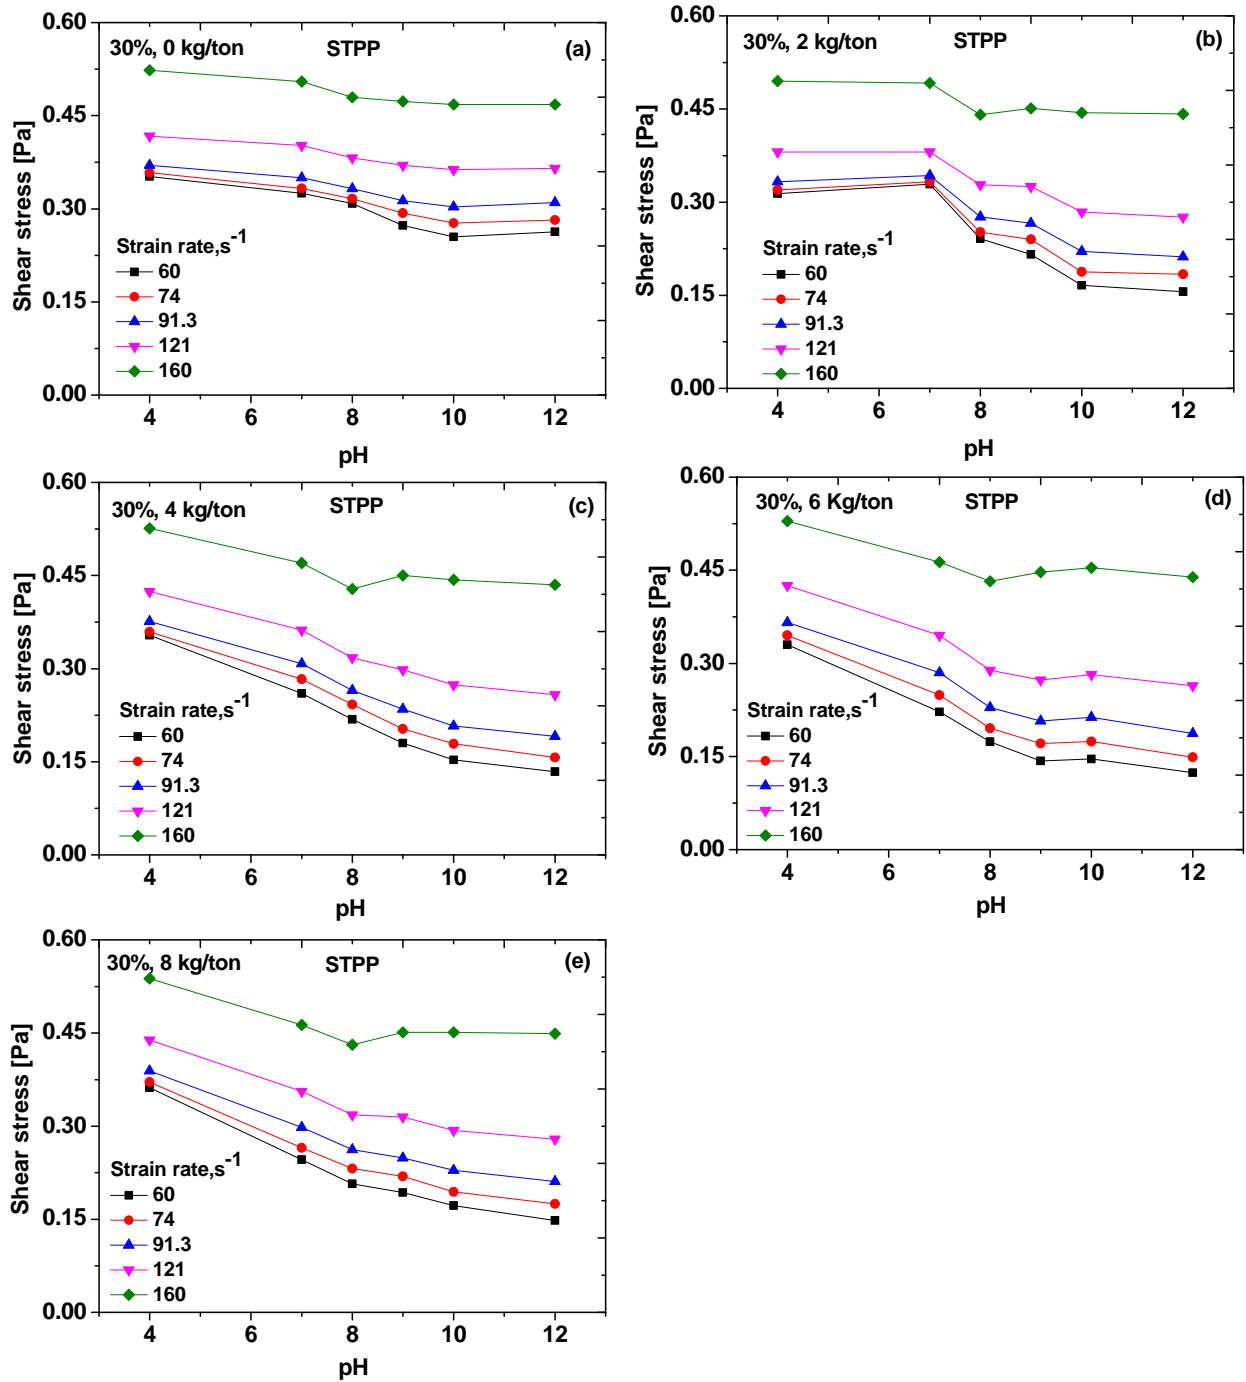 30%, 0 kg/ton STPP (a)
0.60
0.45
0.30
0.15
0.00
Shear stress [Pa]
Strain rate,s-1
60
74
91.3
121
160
4 6 8 10 12
pH
30%, 2 kg/ton STPP (b)
0.60
0.45
0.30
0.15
0.00
Shear stress [Pa]
Strain rate,s-1
60
74
91.3
121
160
4 6 8 10 12
pH
30%, 4 kg/ton STPP (c)
0.60
0.45
0.30
0.15
0.00
Shear stress [Pa]
Strain rate,s-1
60
74
91.3
121
160
4 6 8 10 12
pH
30%, 6 Kg/ton STPP (d)
0.60
0.45
0.30
0.15
0.00
Shear stress [Pa]
Strain rate,s-1
60
74
91.3
121
160
4 6 8 10 12
pH
30%, 8 kg/ton STPP (e)
0.60
0.45
0.30
0.15
0.00
Shear stress [Pa]
Strain rate,s-1
60
74
91.3
121
160
4 6 8 10 12
pH